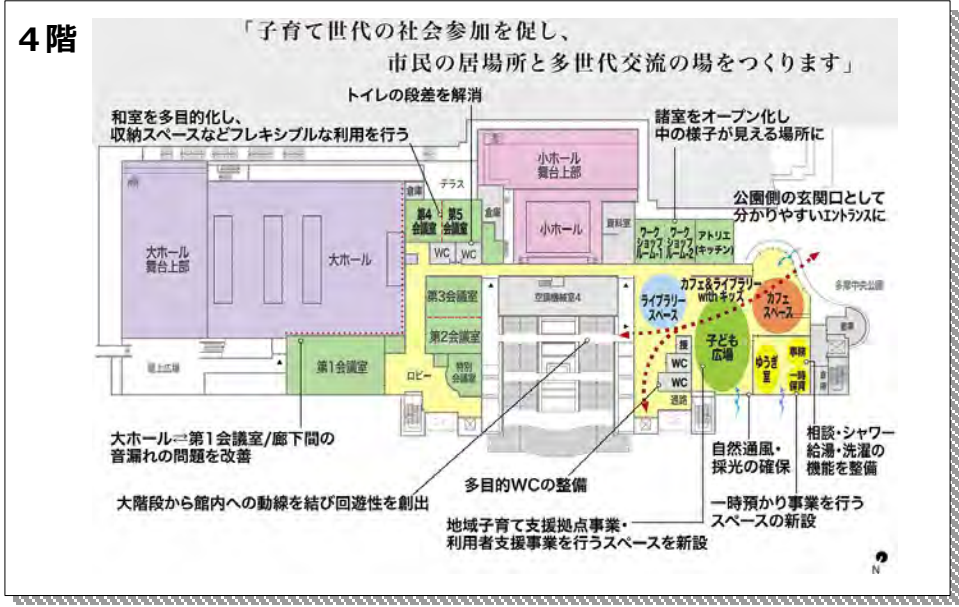 4階
「子育て世代の社会参加を促し、
市民の居場所と多世代交流の場をつくります」
トイレの段差を解消
和室を多目的化し、
収納スペースなどフレキシブルな利用を行う
諸室をオープン化し
中の様子が見える場所に
公園側の玄関口として
分かりやすいエントランスに
小ホール
舞台上部
テラス
倉庫
第4
会議室
第5
会議室
倉庫
小ホール
資料室
ワーク
ショップ
ルーム-1
ワーク
ショップ
ルーム-2
アトリエ
(キッチン)
大ホール
舞台上部
大ホール
WC
WC
第3会議室
空調機械室4
ライブラリー
スペース
カフェ&ライブラリー
with キッズ
カフェ
スペース
多摩中央公園
第2会議室
子ども
広場
倉庫
屋上広場
第1会議室
ロビー
特別
会議室
授
WC
WC
通路
ゆうぎ
室
事務
一時
保育
倉庫
大ホール⇄第1会議室/廊下間の
音漏れの問題を改善
自然通風・
採光の確保
相談・シャワー
給湯・洗濯の
機能を整備
多目的WCの整備
大階段から館内への動線を結び回遊性を創出
一時預かり事業を行う
スペースの新設
地域子育て支援拠点事業・
利用者支援事業を行うスペースを新設
N